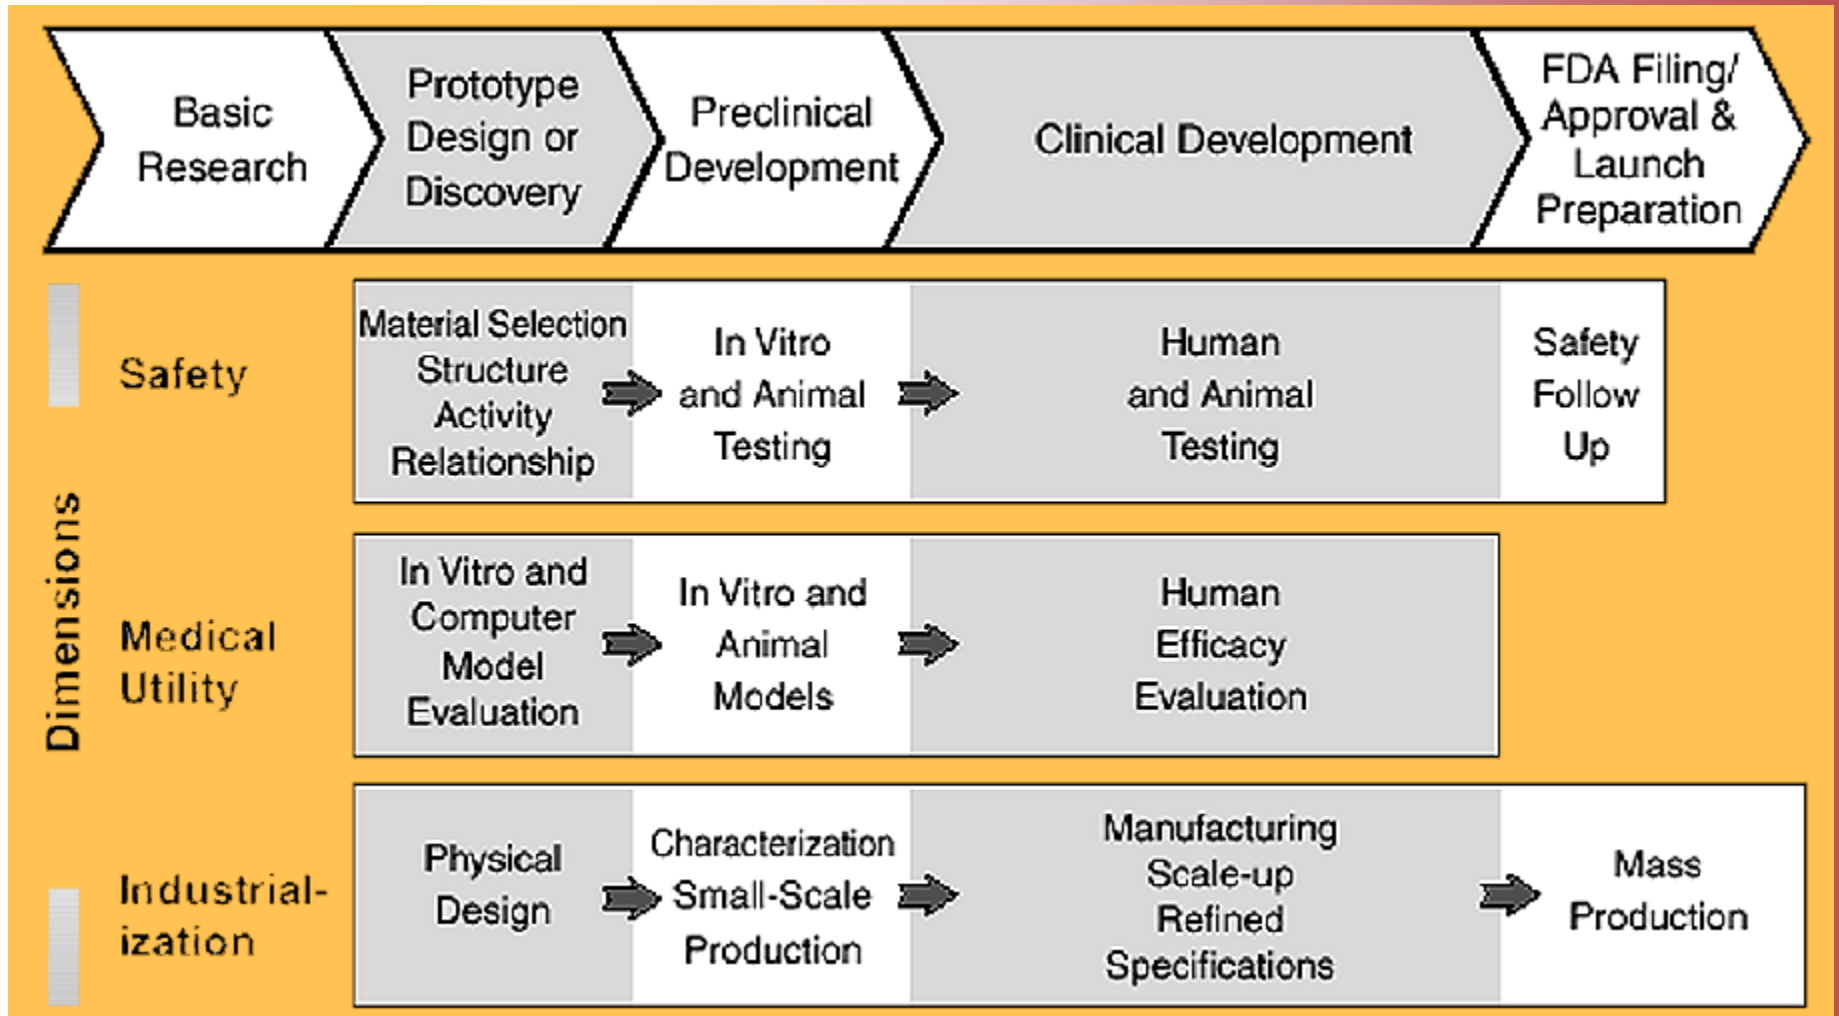 Basic
Research
Prototype
Design or
Discovery
Preclinical
Development
Clinical Development
FDA Filing/
Approval &
Launch
Preparation
Dimensions
Safety
Material Selection
Structure
Activity
Relationship
In Vitro
and Animal
Testing
Human
and Animal
Testing
Safety
Follow
Up
Medical
Utility
In Vitro and
Computer
Model
Evaluation
In Vitro and
Animal
Models
Human
Efficacy
Evaluation
Industrial-
ization
Physical
Design
Characterization
Small-Scale
Production
Manufacturing
Scale-up
Refined
Specifications
Mass
Production